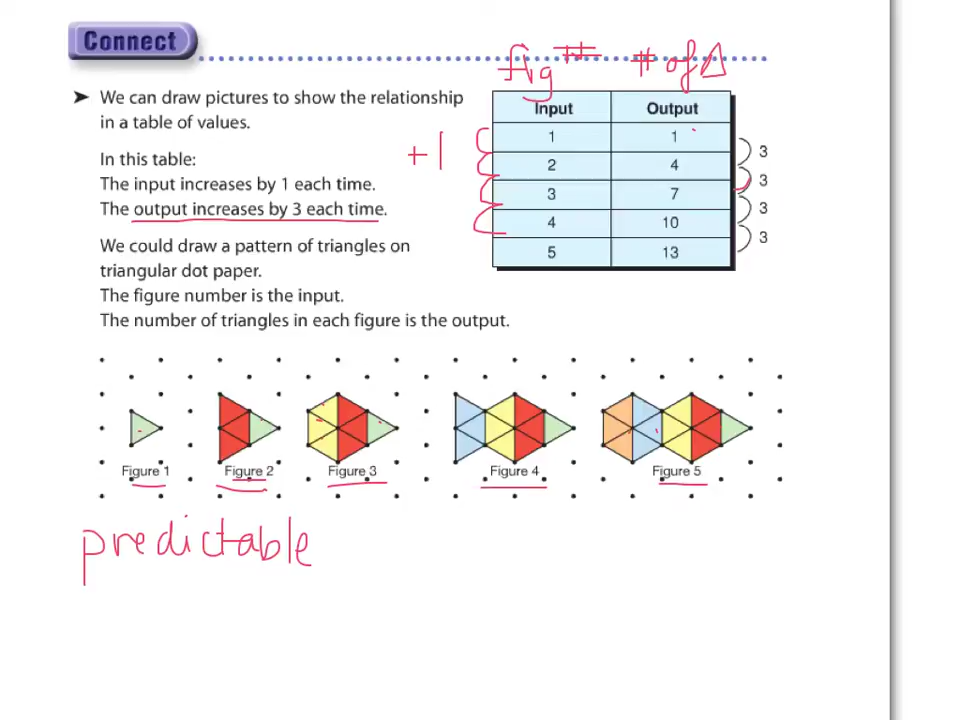 Connect
fig # # of Δ
➤ We can draw pictures to show the relationship
in a table of values.
In this table:
The input increases by 1 each time.
The output increases by 3 each time.
We could draw a pattern of triangles on
triangular dot paper.
The figure number is the input.
The number of triangles in each figure is the output.
+1
Input Output
1 1
2 4
3 7
4 10
5 13
3
3
3
3
Figure 1 Figure 2 Figure 3 Figure 4 Figure 5
predictable